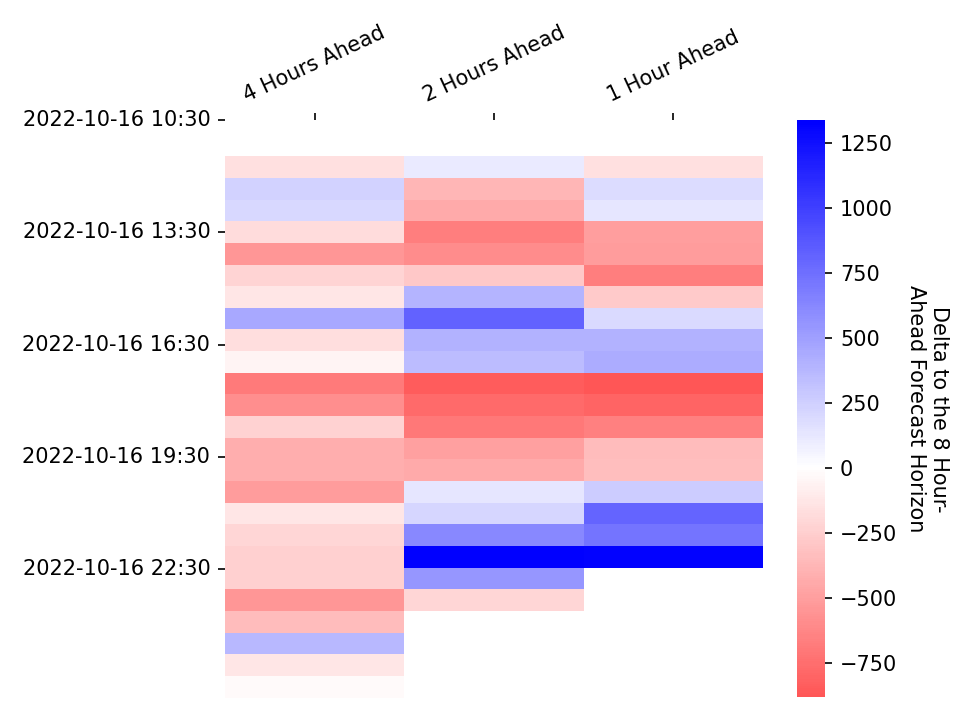 4 Hours Ahead
2 Hours Ahead
1 Hour Ahead
2022-10-16 10:30
2022-10-16 13:30
2022-10-16 16:30
2022-10-16 19:30
2022-10-16 22:30
1250
1000
750
500
250
0
−250
−500
−750
Delta to the 8 Hour-
Ahead Forecast Horizon